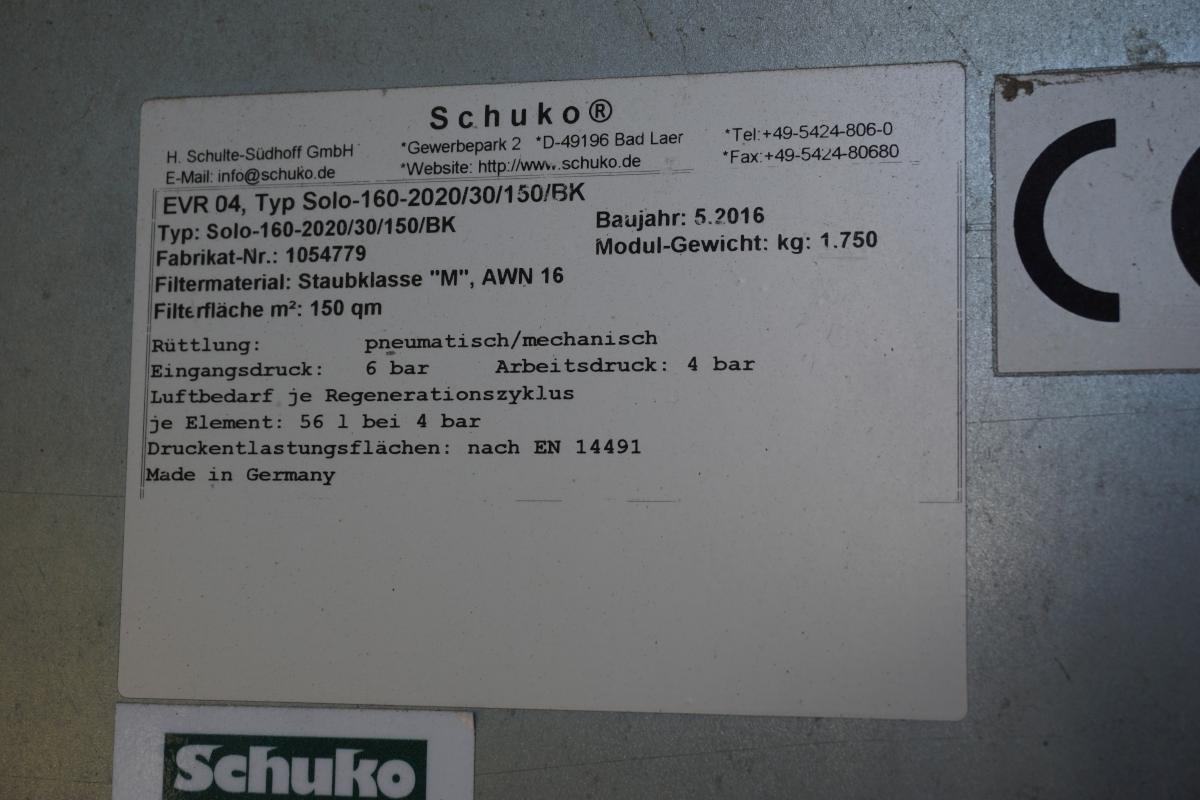 Schuko®
H. Schulte-Südhoff GmbH *Gewerbepark 2 *D-49196 Bad Laer *Tel:+49-5424-806-0
E-Mail: info@schuko.de *Website: http://www.schuko.de *Fax:+49-5424-80680
EVR 04, Typ Solo-160-2020/30/150/BK
Typ: Solo-160-2020/30/150/BK Baujahr: 5.2016
Fabrikat-Nr.: 1054779 Modul-Gewicht: kg: 1.750
Filtermaterial: Staubklasse "M", AWN 16
Filterfläche m²: 150 qm
Rüttlung: pneumatisch/mechanisch
Eingangsdruck: 6 bar Arbeitsdruck: 4 bar
Luftbedarf je Regenerationszyklus
je Element: 56 l bei 4 bar
Druckentlastungsflächen: nach EN 14491
Made in Germany
CE
Schuko